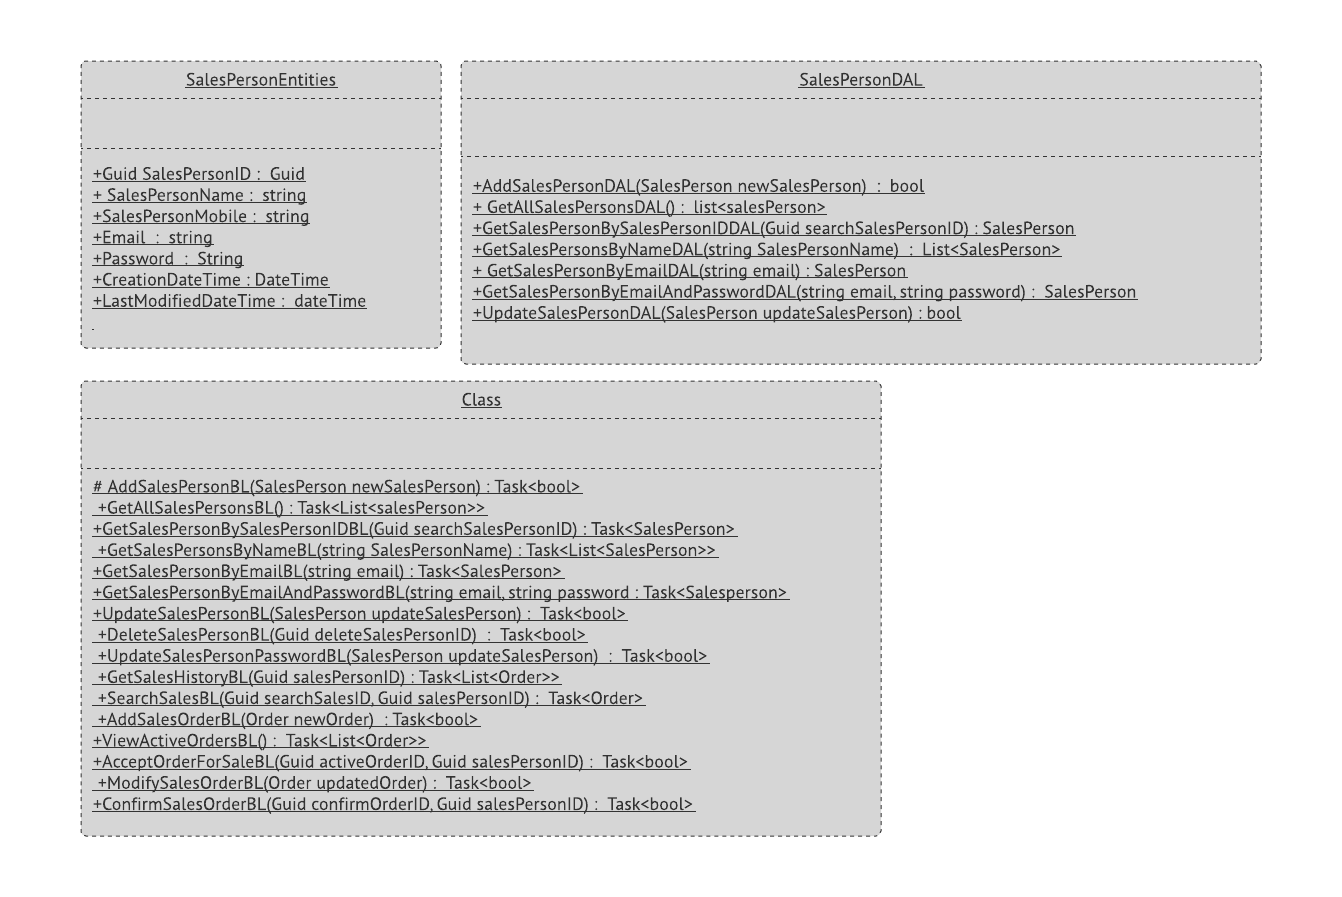 SalesPersonEntities
+Guid SalesPersonID :  Guid
+ SalesPersonName :  string
+SalesPersonMobile :  string
+Email  :  string
+Password  :  String
+CreationDateTime : DateTime
+LastModifiedDateTime :  dateTime
.
SalesPersonDAL
+AddSalesPersonDAL(SalesPerson newSalesPerson)  :  bool
+ GetAllSalesPersonsDAL() :  list<salesPerson>
+GetSalesPersonBySalesPersonIDDAL(Guid searchSalesPersonID) : SalesPerson
+GetSalesPersonsByNameDAL(string SalesPersonName)  :  List<SalesPerson>
+ GetSalesPersonByEmailDAL(string email) : SalesPerson
+GetSalesPersonByEmailAndPasswordDAL(string email, string password) :  SalesPerson
+UpdateSalesPersonDAL(SalesPerson updateSalesPerson) : bool
Class
# AddSalesPersonBL(SalesPerson newSalesPerson) : Task<bool>
+GetAllSalesPersonsBL() : Task<List<salesPerson>>
+GetSalesPersonBySalesPersonIDBL(Guid searchSalesPersonID) : Task<SalesPerson>
+GetSalesPersonsByNameBL(string SalesPersonName) : Task<List<SalesPerson>>
+GetSalesPersonByEmailBL(string email) : Task<SalesPerson>
+GetSalesPersonByEmailAndPasswordBL(string email, string password : Task<Salesperson>
+UpdateSalesPersonBL(SalesPerson updateSalesPerson) :  Task<bool>
+DeleteSalesPersonBL(Guid deleteSalesPersonID)  :  Task<bool>
+UpdateSalesPersonPasswordBL(SalesPerson updateSalesPerson)  :  Task<bool>
+GetSalesHistoryBL(Guid salesPersonID) : Task<List<Order>>
+SearchSalesBL(Guid searchSalesID, Guid salesPersonID) :  Task<Order>
+AddSalesOrderBL(Order newOrder)  : Task<bool>
+ViewActiveOrdersBL() :  Task<List<Order>>
+AcceptOrderForSaleBL(Guid activeOrderID, Guid salesPersonID) :  Task<bool>
+ModifySalesOrderBL(Order updatedOrder) :  Task<bool>
+ConfirmSalesOrderBL(Guid confirmOrderID, Guid salesPersonID) :  Task<bool>